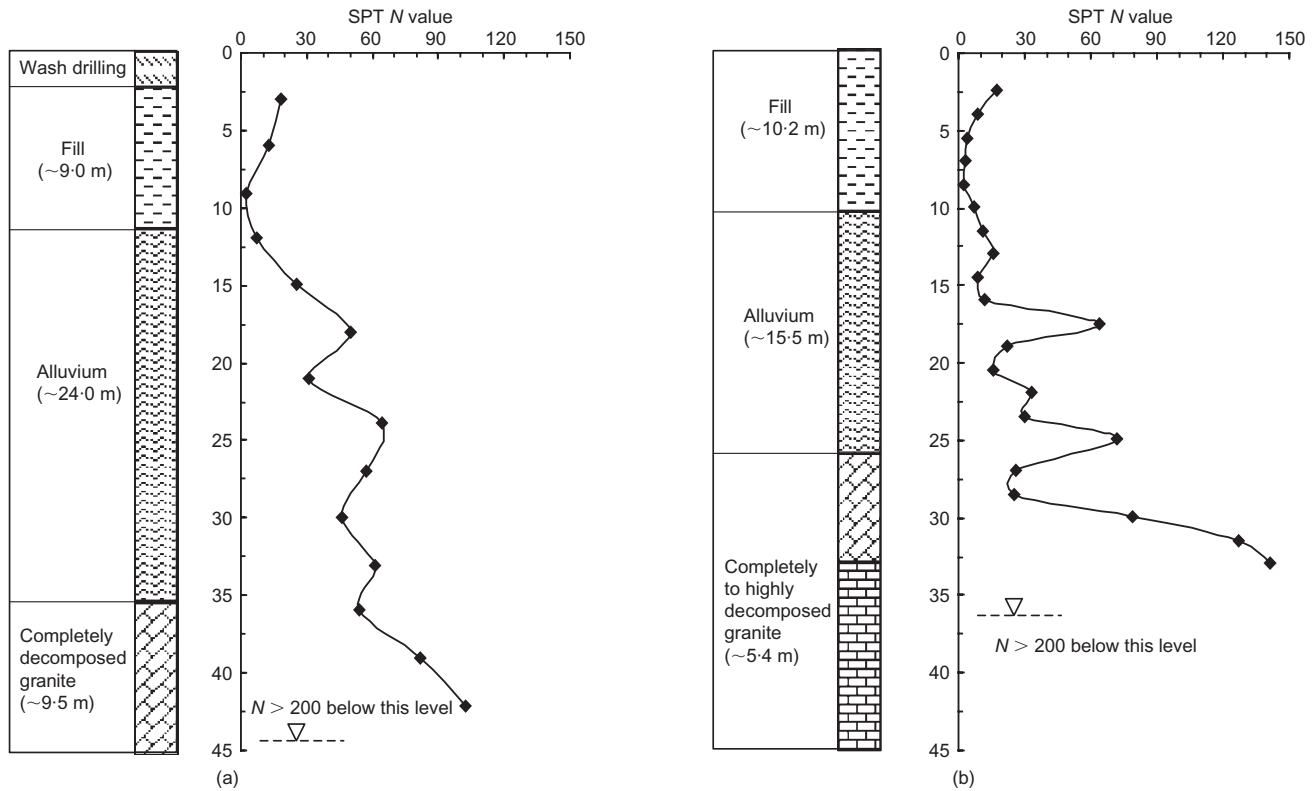 SPT N value
0 30 60 90 120 150
0
5
10
15
20
25
30
35
40
45
Wash drilling
Fill
(~9·0 m)
Alluvium
(~24·0 m)
Completely
decomposed
granite
(~9·5 m)
N > 200 below this level
(a)
SPT N value
0 30 60 90 120 150
0
5
10
15
20
25
30
35
40
45
Fill
(~10·2 m)
Alluvium
(~15·5 m)
Completely
to highly
decomposed
granite
(~5·4 m)
N > 200 below this level
(b)